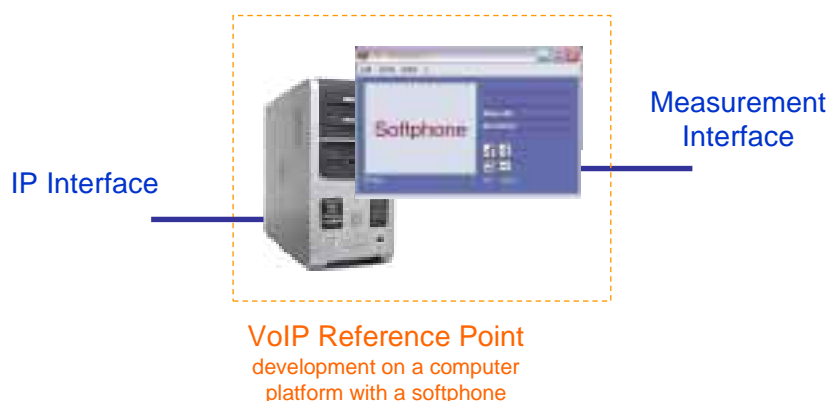 Softphone
Measurement
Interface
IP Interface
VoIP Reference Point
development on a computer
platform with a softphone